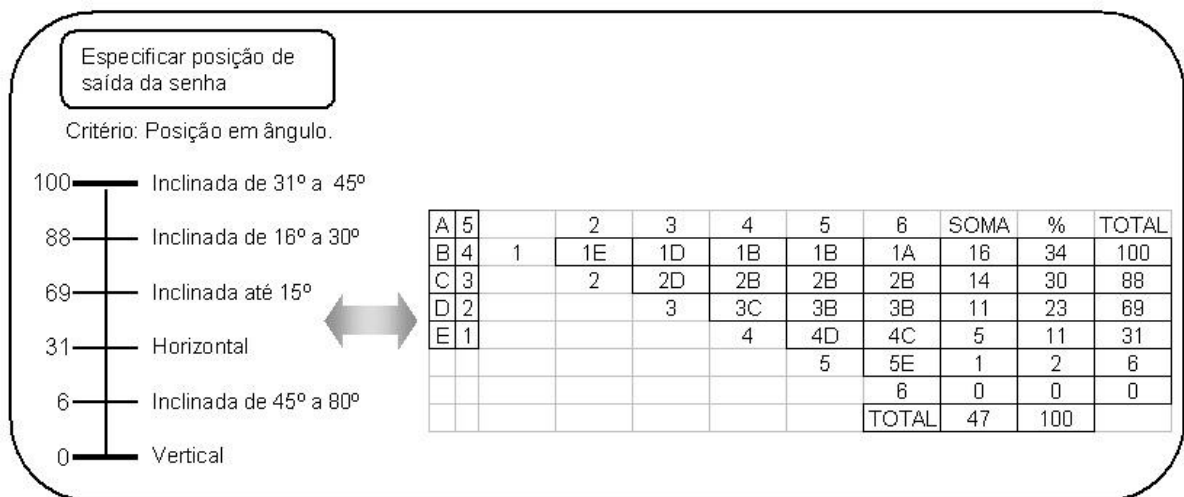 Especificar posição de
saída da senha
Critério: Posição em ângulo.
100 Inclinada de 31º a 45º
88 Inclinada de 16º a 30º
69 Inclinada até 15º
31 Horizontal
6 Inclinada de 45º a 80º
0 Vertical
A 5 2 3 4 5 6 SOMA % TOTAL
B 4 1 1E 1D 1B 1B 1A 16 34 100
C 3 2 2D 2B 2B 2B 14 30 88
D 2 3 3C 3B 3B 11 23 69
E 1 4 4D 4C 5 11 31
5 5E 1 2 6
6 0 0 0
TOTAL 47 100